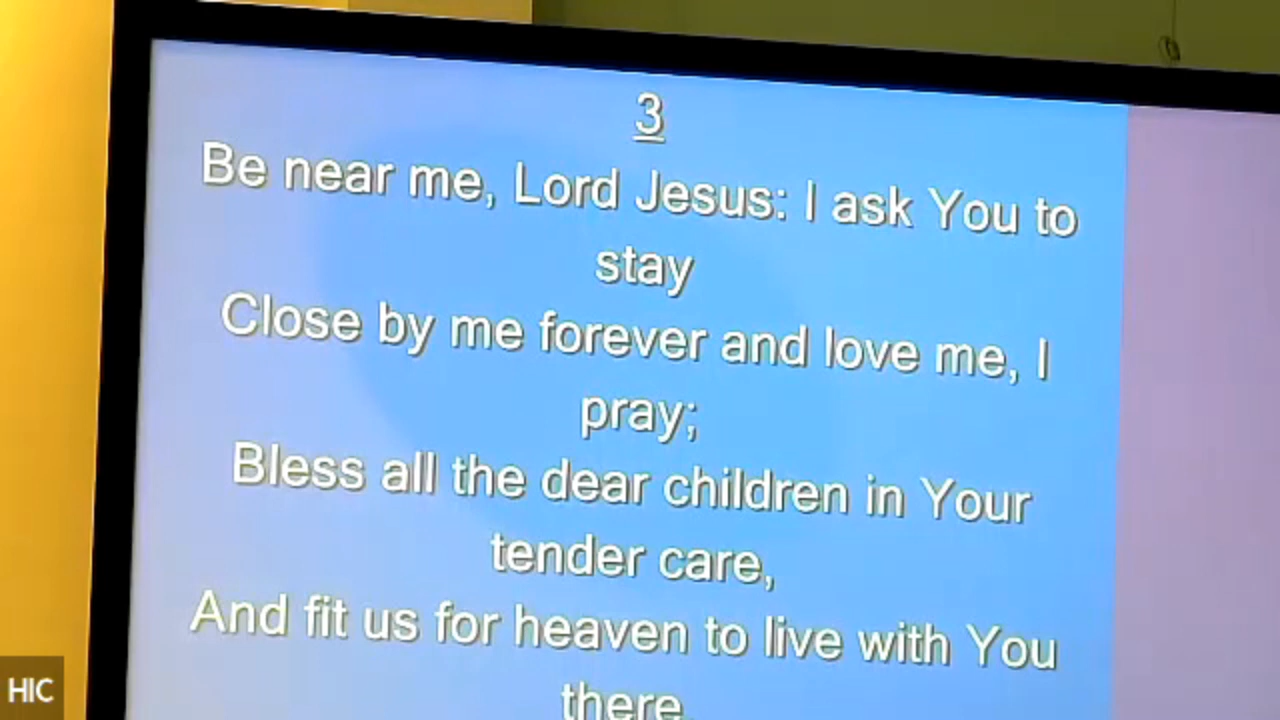 3
Be near me, Lord Jesus: I ask You to
stay
Close by me forever and love me, I
pray;
Bless all the dear children in Your
tender care,
And fit us for heaven to live with You
there.
HIC